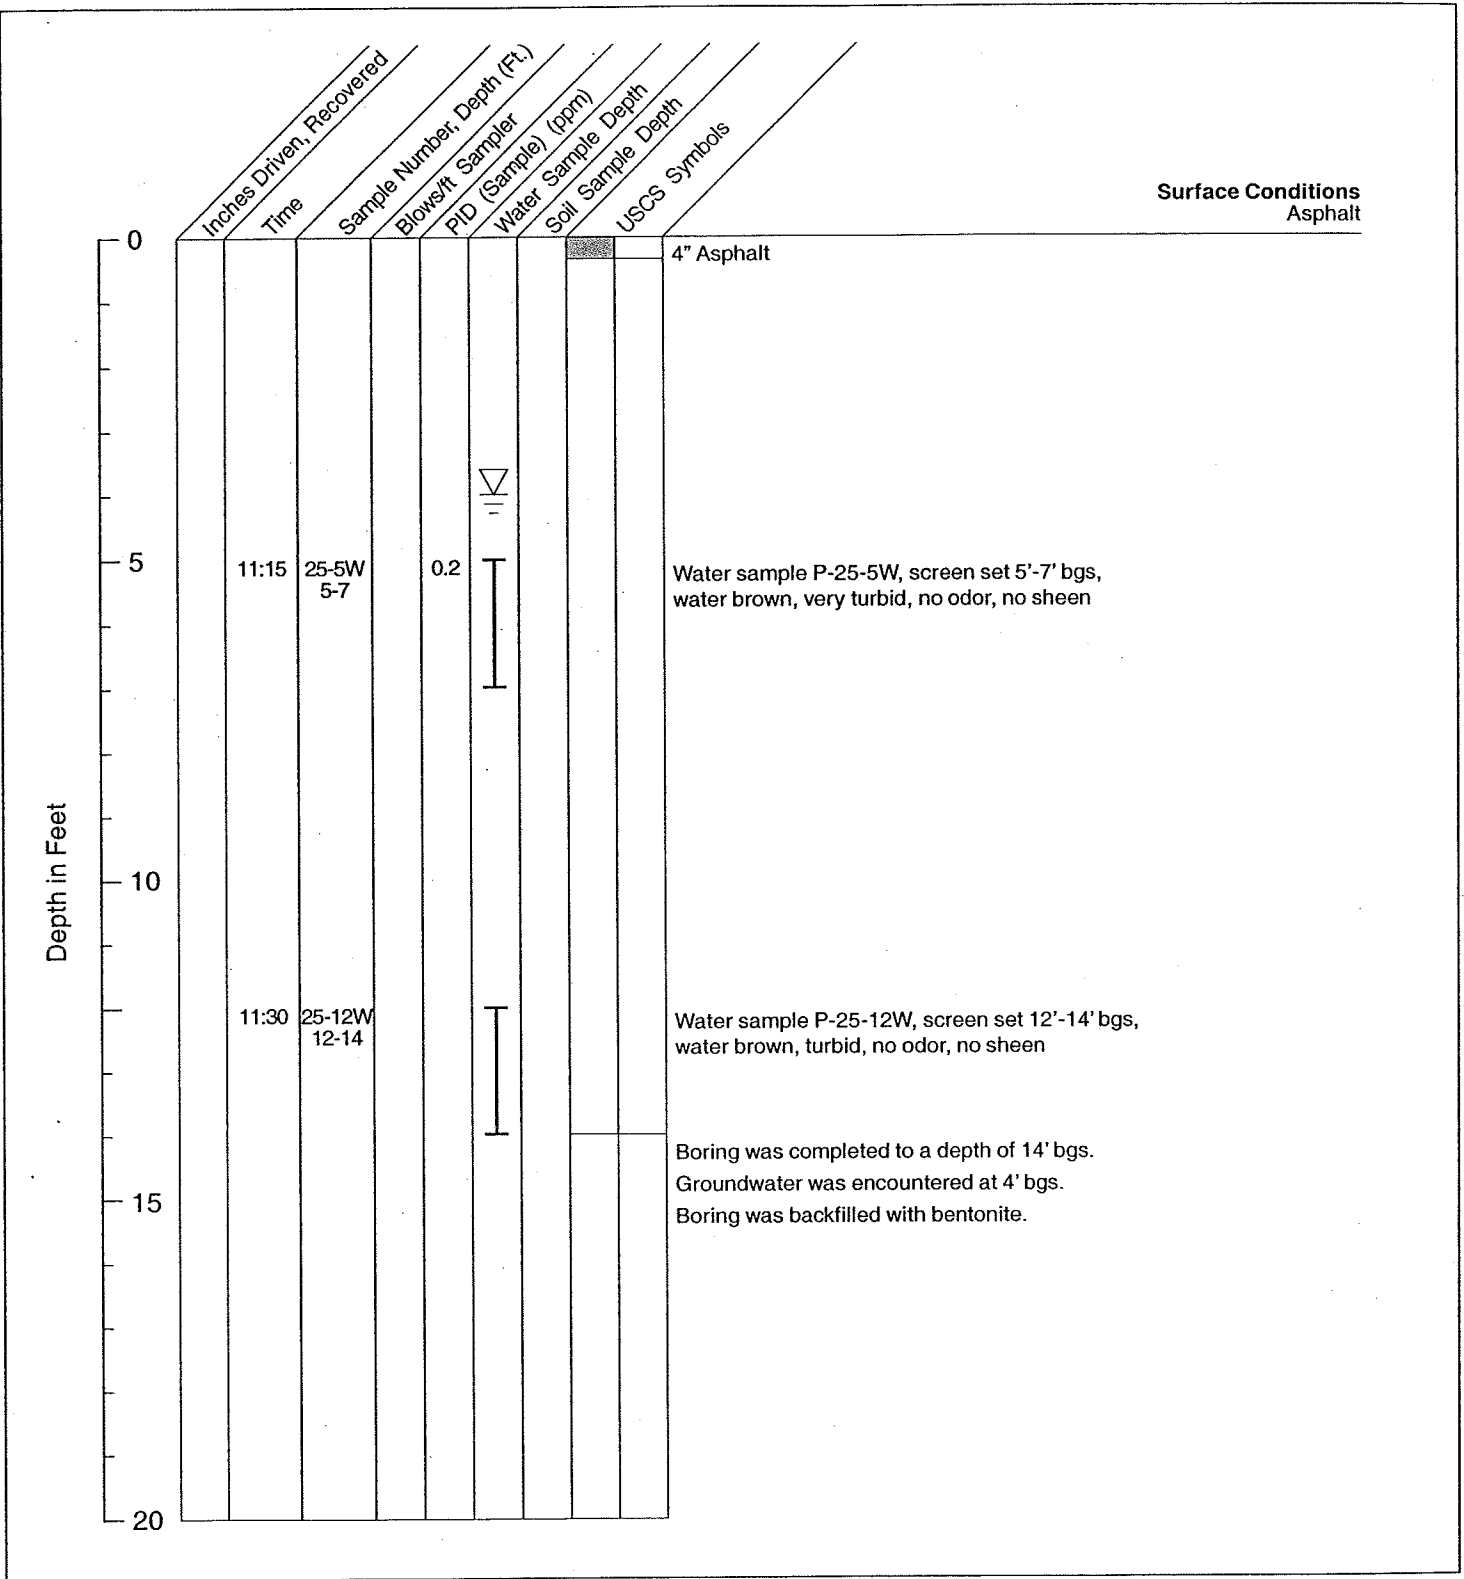 Inches Driven, Recovered
Time
Sample Number, Depth (Ft.)
Blows/ft Sampler
PID (Sample) (ppm)
Water Sample Depth
Soil Sample Depth
USCS Symbols
Surface Conditions
Asphalt
0
4” Asphalt
5
11:15
25-5W
5-7
0.2
Water sample P-25-5W, screen set 5'-7' bgs,
water brown, very turbid, no odor, no sheen
Depth in Feet
10
11:30
25-12W
12-14
Water sample P-25-12W, screen set 12'-14' bgs,
water brown, turbid, no odor, no sheen
Boring was completed to a depth of 14' bgs.
Groundwater was encountered at 4' bgs.
15
Boring was backfilled with bentonite.
20